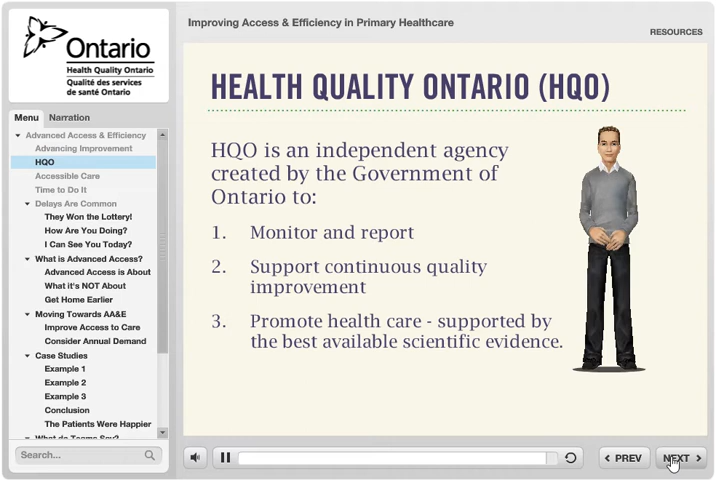 Improving Access & Efficiency in Primary Healthcare
RESOURCES
Ontario
Health Quality Ontario
Qualité des services
de santé Ontario
Menu Narration
Advanced Access & Efficiency
Advancing Improvement
HQO
Accessible Care
Time to Do It
Delays Are Common
They Won the Lottery!
How Are You Doing?
I Can See You Today?
What is Advanced Access?
Advanced Access is About
What it's NOT About
Get Home Earlier
Moving Towards AA&E
Improve Access to Care
Consider Annual Demand
Case Studies
Example 1
Example 2
Example 3
Conclusion
The Patients Were Happier
What do Teams Say?
Search...
HEALTH QUALITY ONTARIO (HQO)
HQO is an independent agency
created by the Government of
Ontario to:
1. Monitor and report
2. Support continuous quality
improvement
3. Promote health care - supported by
the best available scientific evidence.
PREV NEXT